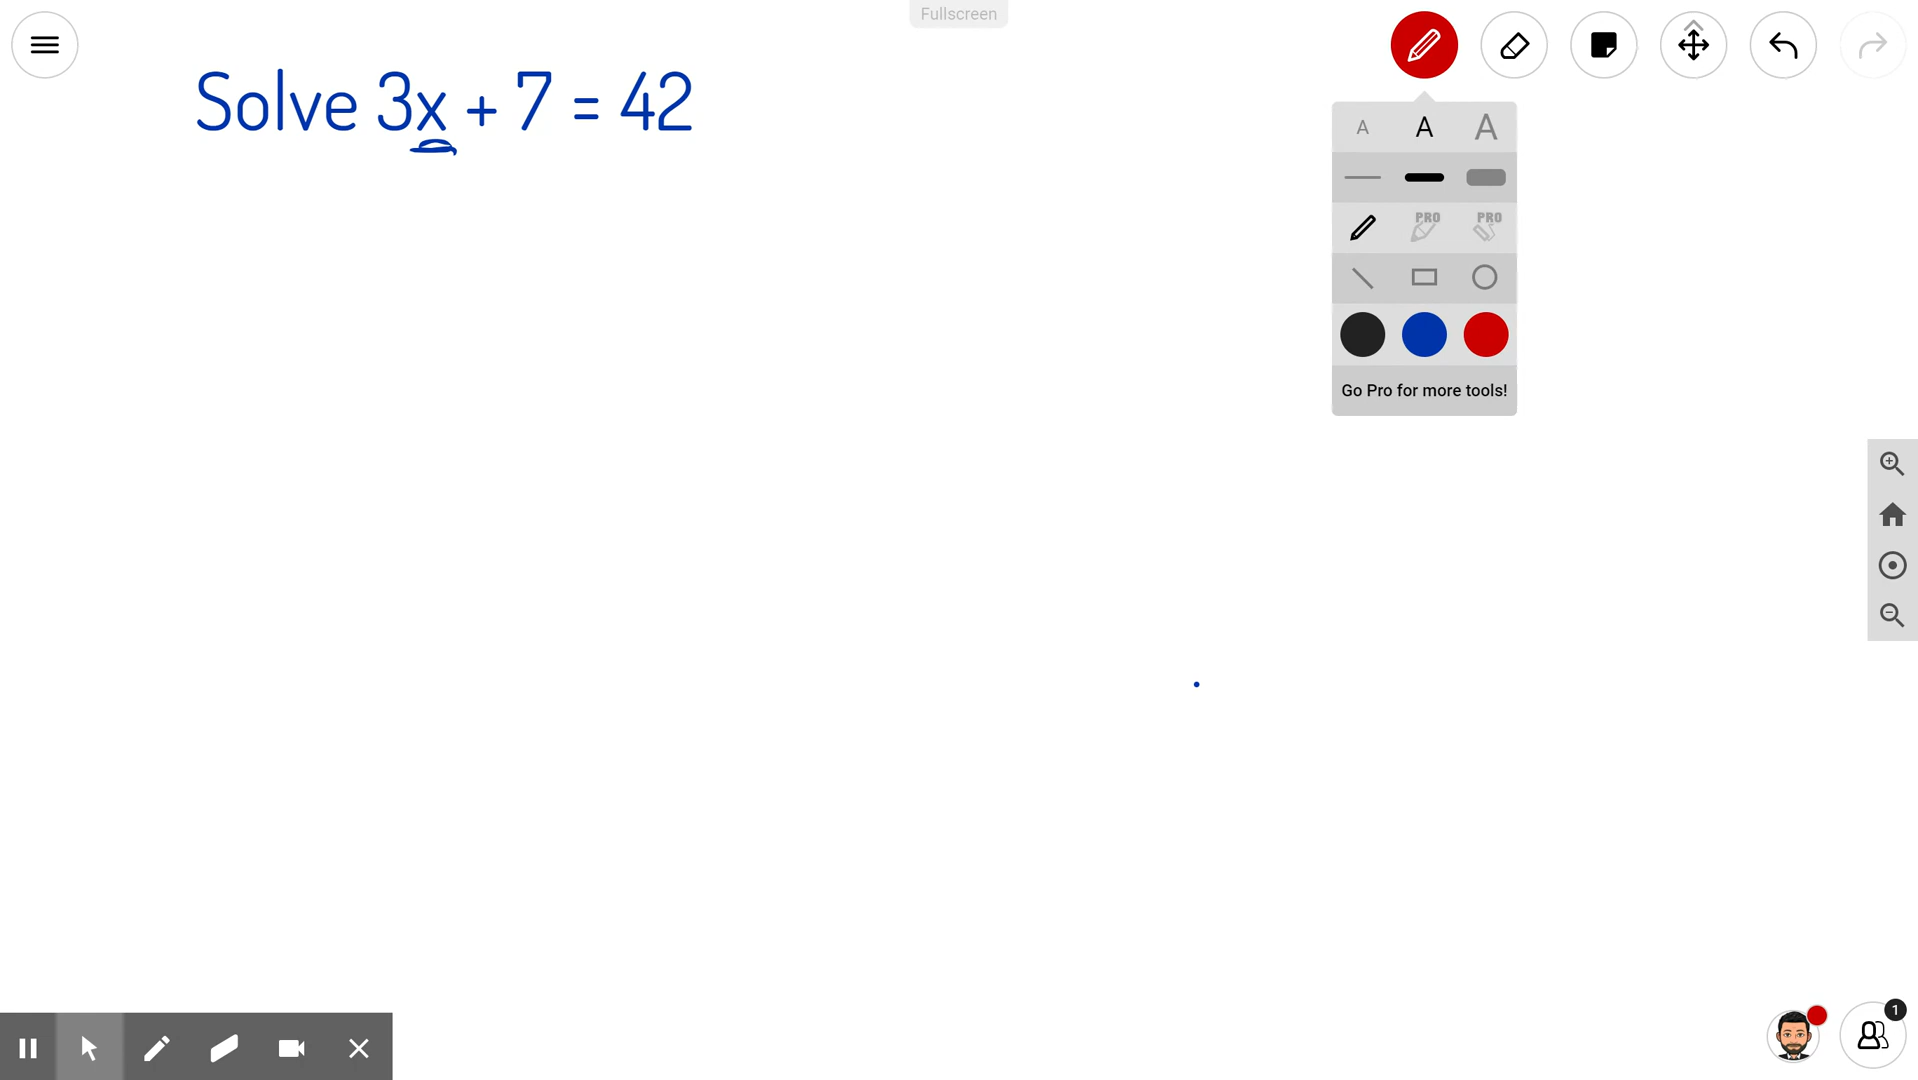 Fullscreen
Solve 3x + 7 = 42
A A A
PRO PRO
Go Pro for more tools!
1